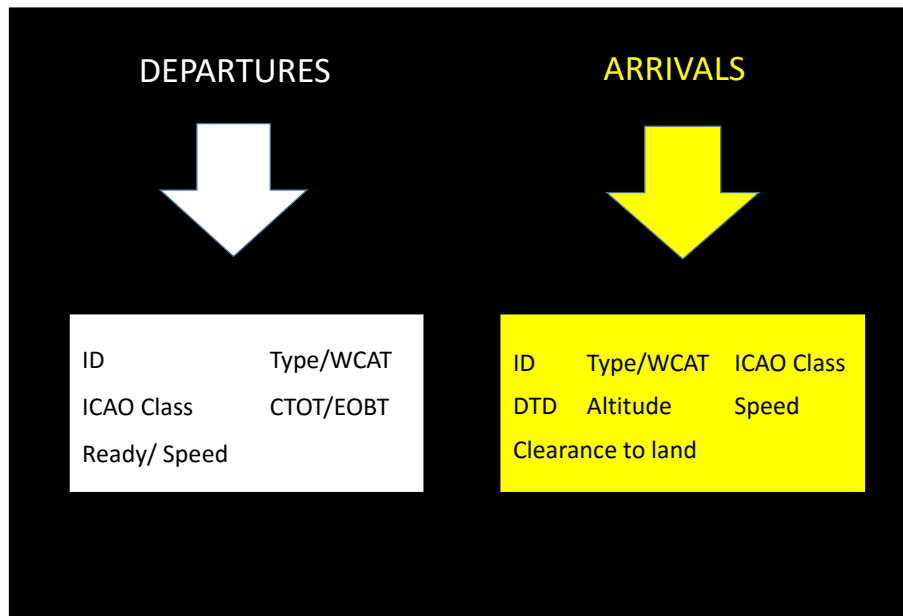 DEPARTURES
ARRIVALS
ID Type/WCAT
ICAO Class CTOT/EOBT
Ready/ Speed
ID Type/WCAT ICAO Class
DTD Altitude Speed
Clearance to land